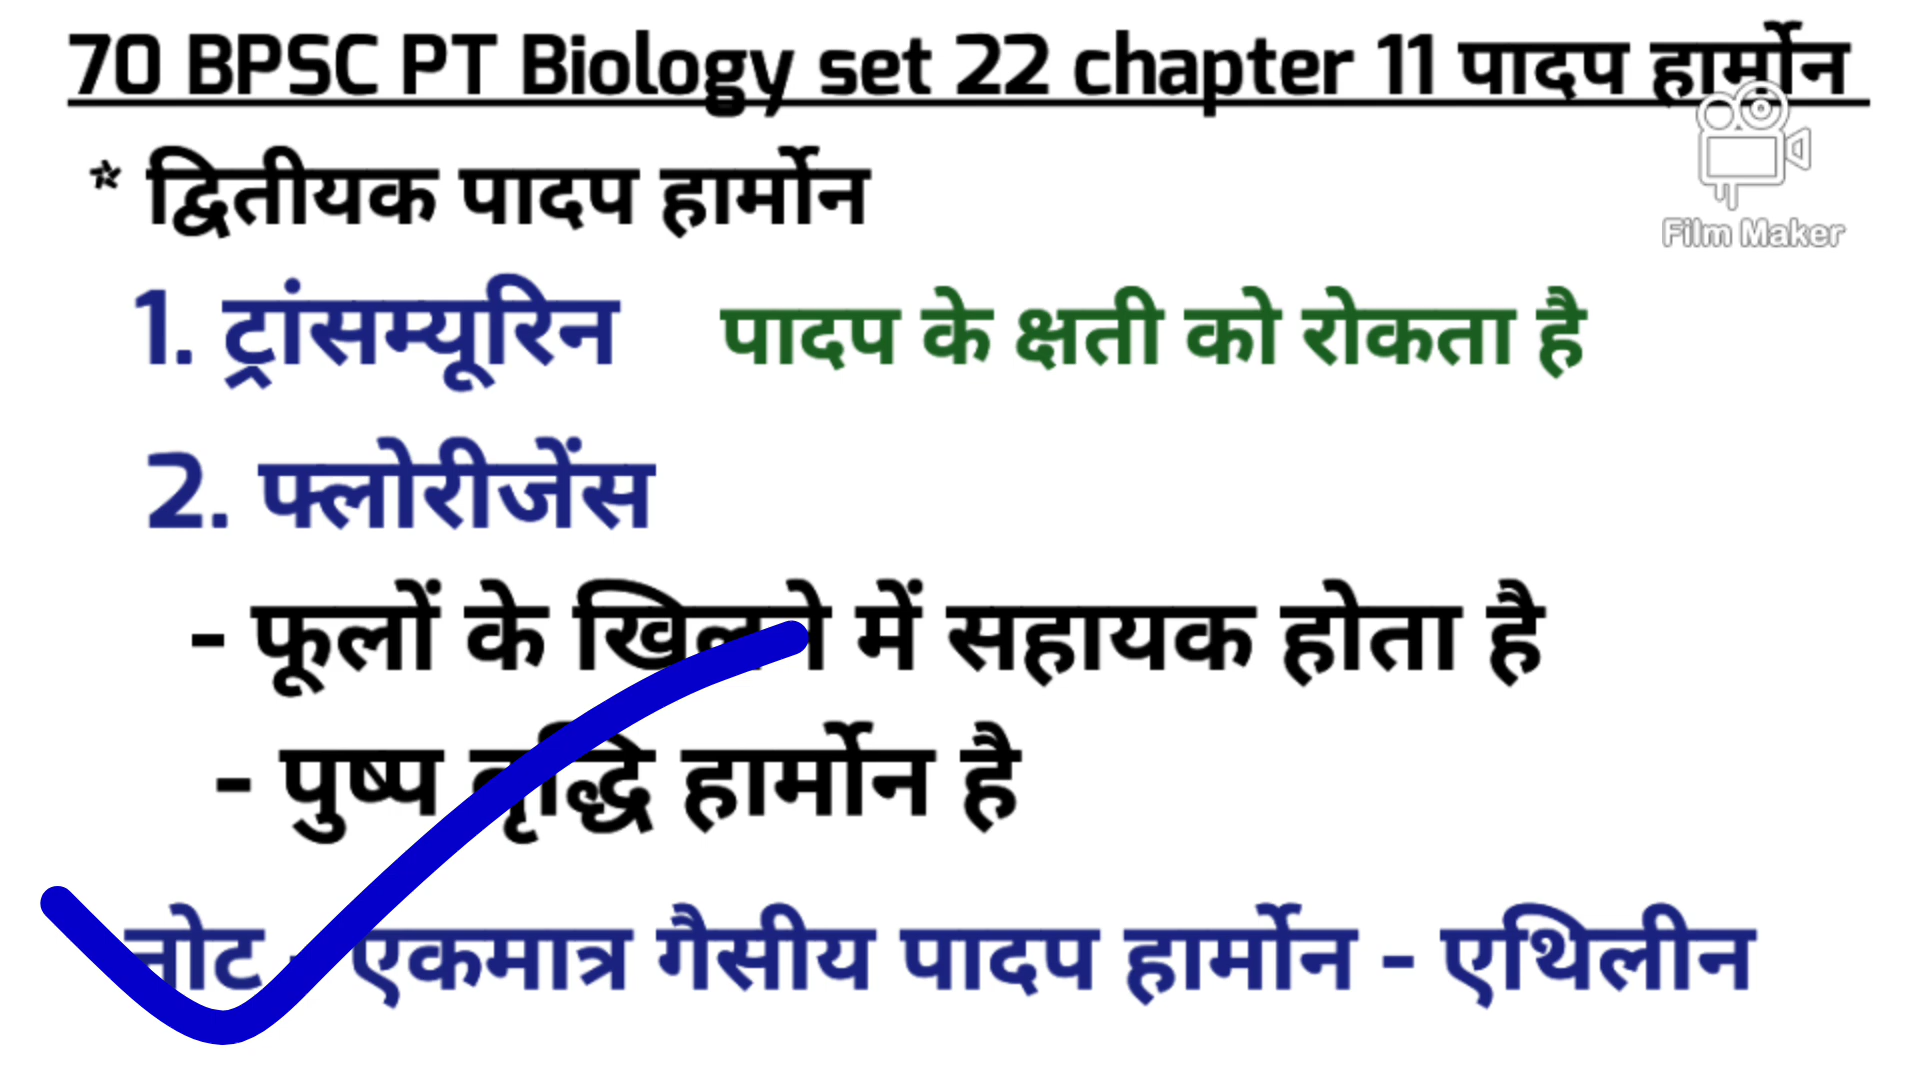 70 BPSC PT Biology set 22 chapter 11 पादप हार्मोन
* द्वितीयक पादप हार्मोन
Film Maker
1. ट्रांसम्यूरिन पादप के क्षती को रोकता है
2. फ्लोरीजेंस
- फूलों के खिलने में सहायक होता है
- पुष्प वृद्धि हार्मोन है
नोट - एकमात्र गैसीय पादप हार्मोन - एथिलीन